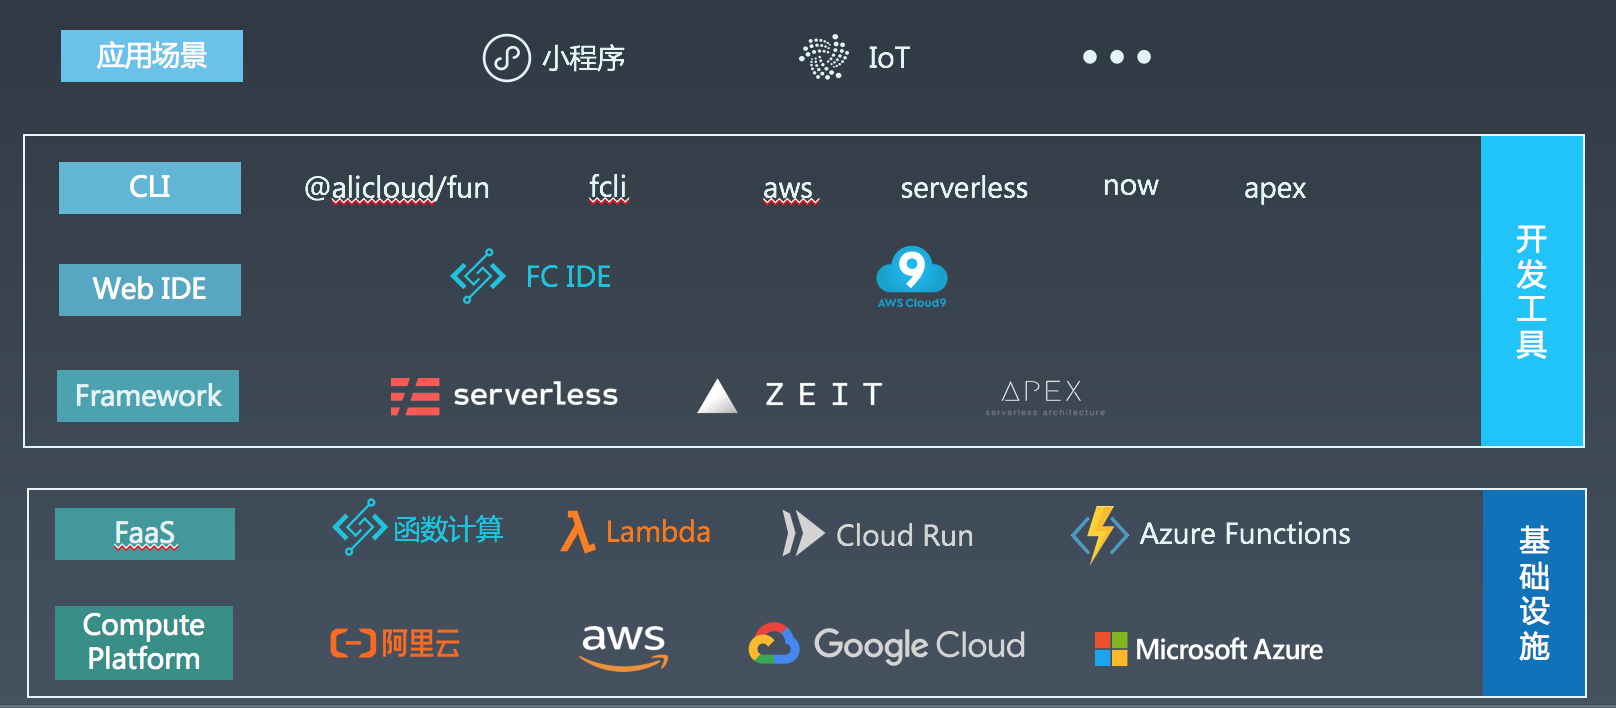 应用场景
小程序
IoT
CLI
@alicloud/fun
fcli
aws
serverless
now
apex
Web IDE
FC IDE
9
AWS Cloud9
Framework
serverless
ZEIT
APEX
serverless architecture
开发工具
FaaS
函数计算
Lambda
Cloud Run
Azure Functions
Compute
Platform
阿里云
aws
Google Cloud
Microsoft Azure
基础设施